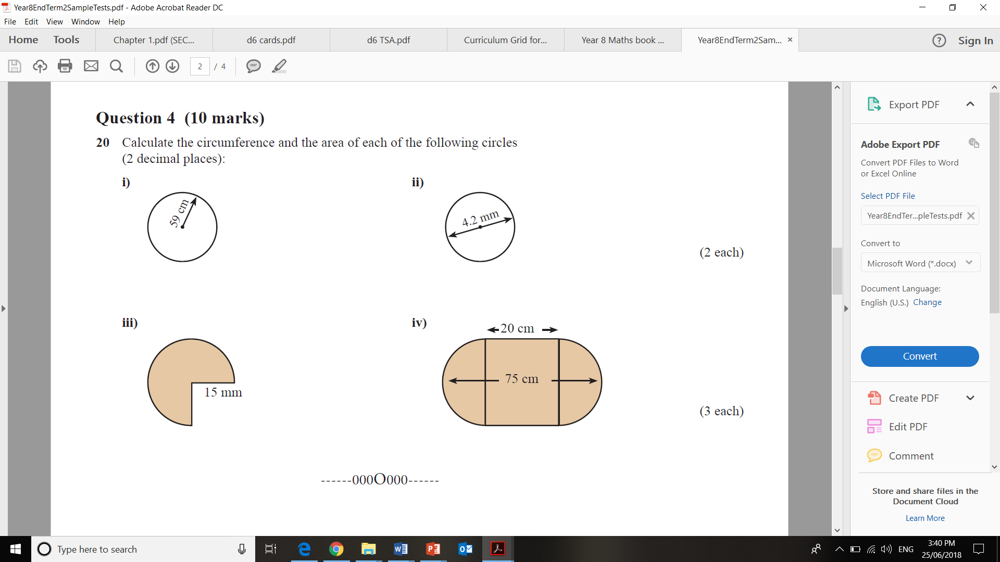 Year8EndTerm2SampleTests.pdf - Adobe Acrobat Reader DC
File Edit View Window Help
Home Tools Chapter 1.pdf (SEC... d6 cards.pdf d6 TSA.pdf Curriculum Grid for... Year 8 Maths book ... Year8EndTerm2Sam... Sign In
2 / 4
Question 4 (10 marks)
20 Calculate the circumference and the area of each of the following circles
(2 decimal places):
i) ii)
59 cm
4.2 mm
(2 each)
iii) iv)
20 cm
15 mm
75 cm
(3 each)
------000O000------
Export PDF
Adobe Export PDF
Convert PDF Files to Word
or Excel Online
Select PDF File
Year8EndTer...pleTests.pdf
Convert to
Microsoft Word (*.docx)
Document Language:
English (U.S.) Change
Convert
Create PDF
Edit PDF
Comment
Store and share files in the
Document Cloud
Learn More
Type here to search
ENG
3:40 PM
25/06/2018